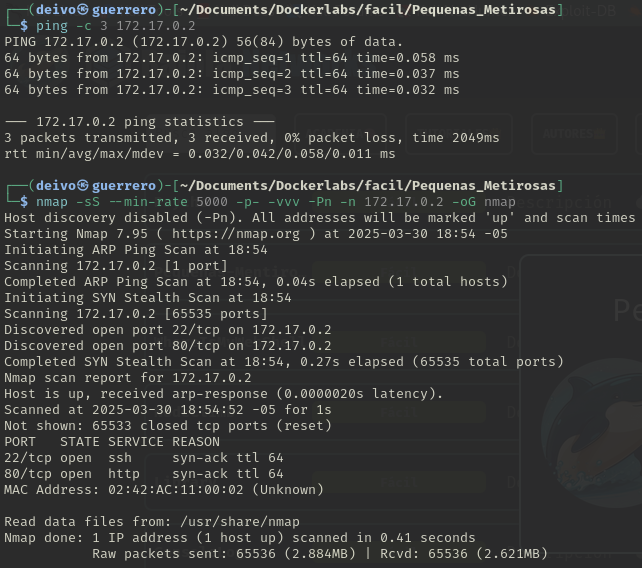 ┌──(deivo㉿guerrero)-[~/Documents/Dockerlabs/facil/Pequenas_Metirosas]
└─$ ping -c 3 172.17.0.2
PING 172.17.0.2 (172.17.0.2) 56(84) bytes of data.
64 bytes from 172.17.0.2: icmp_seq=1 ttl=64 time=0.058 ms
64 bytes from 172.17.0.2: icmp_seq=2 ttl=64 time=0.037 ms
64 bytes from 172.17.0.2: icmp_seq=3 ttl=64 time=0.032 ms
--- 172.17.0.2 ping statistics ---
3 packets transmitted, 3 received, 0% packet loss, time 2049ms
rtt min/avg/max/mdev = 0.032/0.042/0.058/0.011 ms
┌──(deivo㉿guerrero)-[~/Documents/Dockerlabs/facil/Pequenas_Metirosas]
└─$ nmap -sS --min-rate 5000 -p- -vvv -Pn -n 172.17.0.2 -oG nmap
Host discovery disabled (-Pn). All addresses will be marked 'up' and scan times
Starting Nmap 7.95 ( https://nmap.org ) at 2025-03-30 18:54 -05
Initiating ARP Ping Scan at 18:54
Scanning 172.17.0.2 [1 port]
Completed ARP Ping Scan at 18:54, 0.04s elapsed (1 total hosts)
Initiating SYN Stealth Scan at 18:54
Scanning 172.17.0.2 [65535 ports]
Discovered open port 22/tcp on 172.17.0.2
Discovered open port 80/tcp on 172.17.0.2
Completed SYN Stealth Scan at 18:54, 0.27s elapsed (65535 total ports)
Nmap scan report for 172.17.0.2
Host is up, received arp-response (0.0000020s latency).
Scanned at 2025-03-30 18:54:52 -05 for 1s
Not shown: 65533 closed tcp ports (reset)
PORT   STATE SERVICE REASON
22/tcp open  ssh     syn-ack ttl 64
80/tcp open  http    syn-ack ttl 64
MAC Address: 02:42:AC:11:00:02 (Unknown)
Read data files from: /usr/share/nmap
Nmap done: 1 IP address (1 host up) scanned in 0.41 seconds
           Raw packets sent: 65536 (2.884MB) | Rcvd: 65536 (2.621MB)